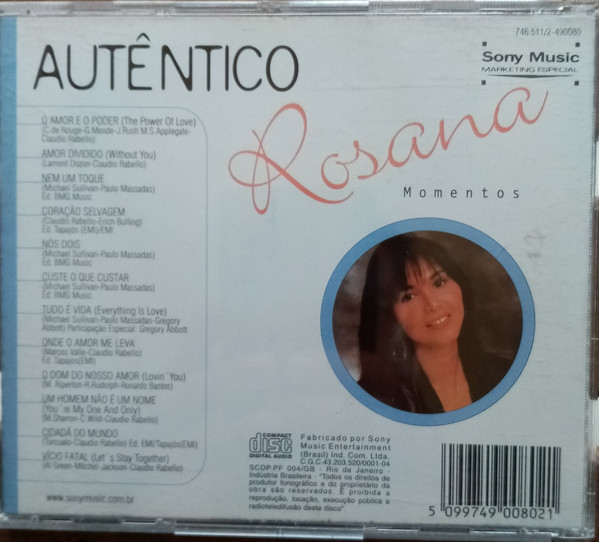 746.511/2-490080
AUTÊNTICO
Sony Music
MARKETING ESPECIAL
Rosana
Momentos
O AMOR E O PODER (The Power Of Love)
(C.de Rouge-G.Mende-J.Rush M.S.Applegate-
Claudio Rabello)
AMOR DIVIDIDO (Without You)
(Lamont Dozier-Claudio Rabello)
NEM UM TOQUE
(Michael Sullivan-Paulo Massadas)
Ed. BMG Music
CORAÇÃO SELVAGEM
(Claudio Rabello-Erich Bulling)
Ed. Tapajós (EMI)/EMI
NÓS DOIS
(Michael Sullivan-Paulo Massadas)
Ed. BMG Music
CUSTE O QUE CUSTAR
(Michael Sullivan-Paulo Massadas)
Ed. BMG Music
TUDO É VIDA (Everything Is Love)
(Michael Sullivan-Paulo Massadas-Gregory
Abbott) Participação Especial: Gregory Abbott
ONDE O AMOR ME LEVA
(Marcos Valle-Claudio Rabello)
Ed. Tapajós(EMI)
O DOM DO NOSSO AMOR (Lovin´You)
(M. Riperton-R.Rudolph-Ronaldo Bastos)
UM HOMEM NÃO É UM NOME
(You´re My One And Only)
(M.Sharron-C.Wild-Claudio Rabello)
CIDADÃ DO MUNDO
(Torcuato-Claudio Rabello) Ed. EMI/Tapajós(EMI)
VÍCIO FATAL (Let´s Stay Together)
(Al Green-Mitchel Jackson-Claudio Rabello)
www.sonymusic.com.br
COMPACT
disc
DIGITAL AUDIO
Fabricado por Sony
Music Entertainment
(Brasil) Ind. Com. Ltda.
C.G.C.43.203.520/0001-04
SCDP.PF 004/GB - Rio de Janeiro -
Indústria Brasileira - "Todos os direitos de
produtor fonográfico e do proprietário da
obra são reservados. É proibida a
reprodução, locação, execução pública e
radioteledifusão deste disco".
5 099749 008021